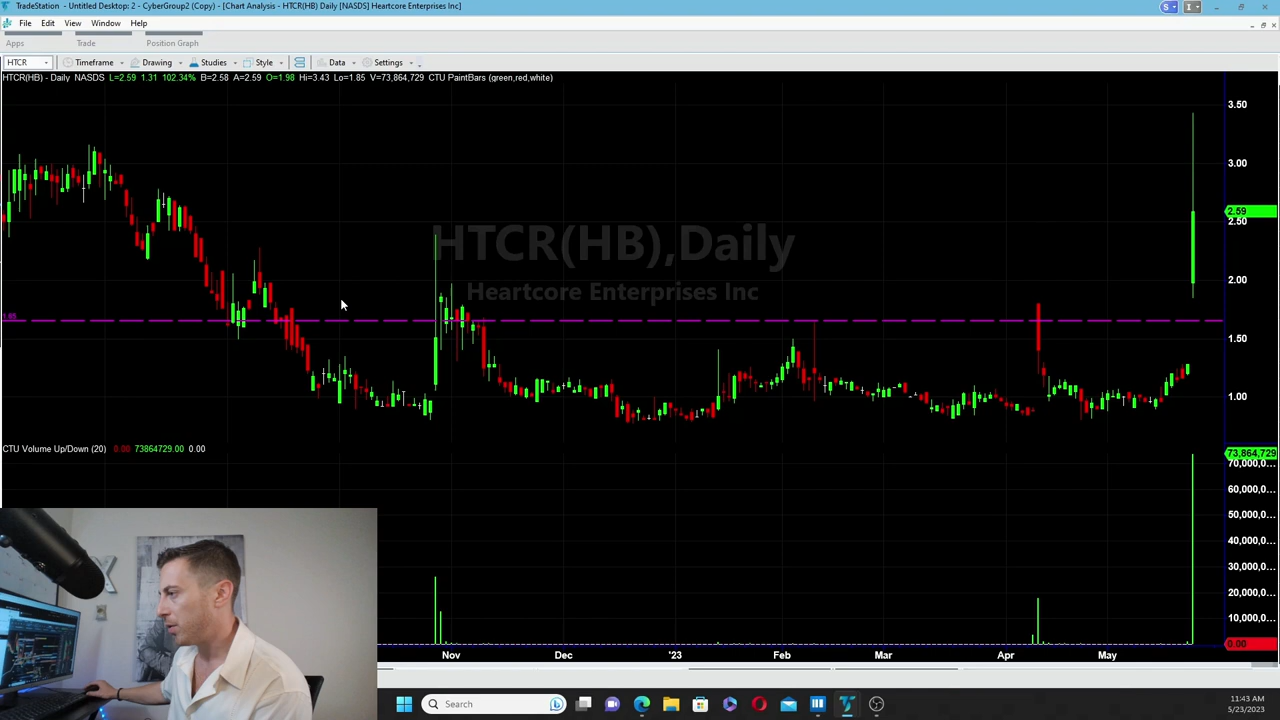 TradeStation - Untitled Desktop: 2 - CyberGroup2 (Copy) - [Chart Analysis - HTCR(HB) Daily [NASDS] Heartcore Enterprises Inc]
File Edit View Window Help
Apps Trade Position Graph
HTCR Timeframe Drawing Studies Style Data Settings
HTCR(HB) - Daily NASDS L=2.59 1.31 102.34% B=2.58 A=2.59 O=1.98 Hi=3.43 Lo=1.85 V=73,864,729 CTU PaintBars (green,red,white)
3.50
3.00
2.59
2.50
HTCR(HB),Daily
Heartcore Enterprises Inc
2.00
1.65
1.50
1.00
CTU Volume Up/Down (20) 0.00 73864729.00 0.00
73,864,729
70,000,0...
60,000,0...
50,000,0...
40,000,0...
30,000,0...
20,000,0...
10,000,0...
0.00
Nov Dec '23 Feb Mar Apr May
Search
11:43 AM
5/23/2023